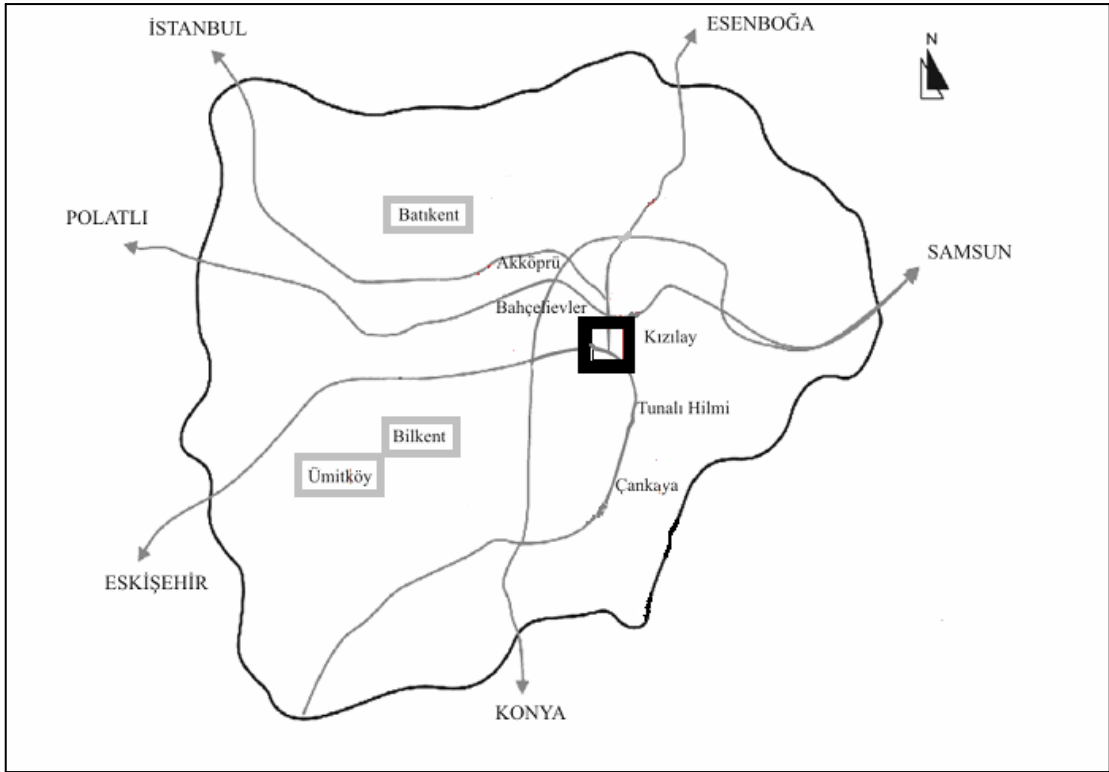 İSTANBUL
ESENBOĞA
N
POLATLI
Batıkent
SAMSUN
Akköprü
Bahçelievler
Kızılay
Tunalı Hilmi
Bilkent
Ümitköy
Çankaya
ESKİŞEHİR
KONYA